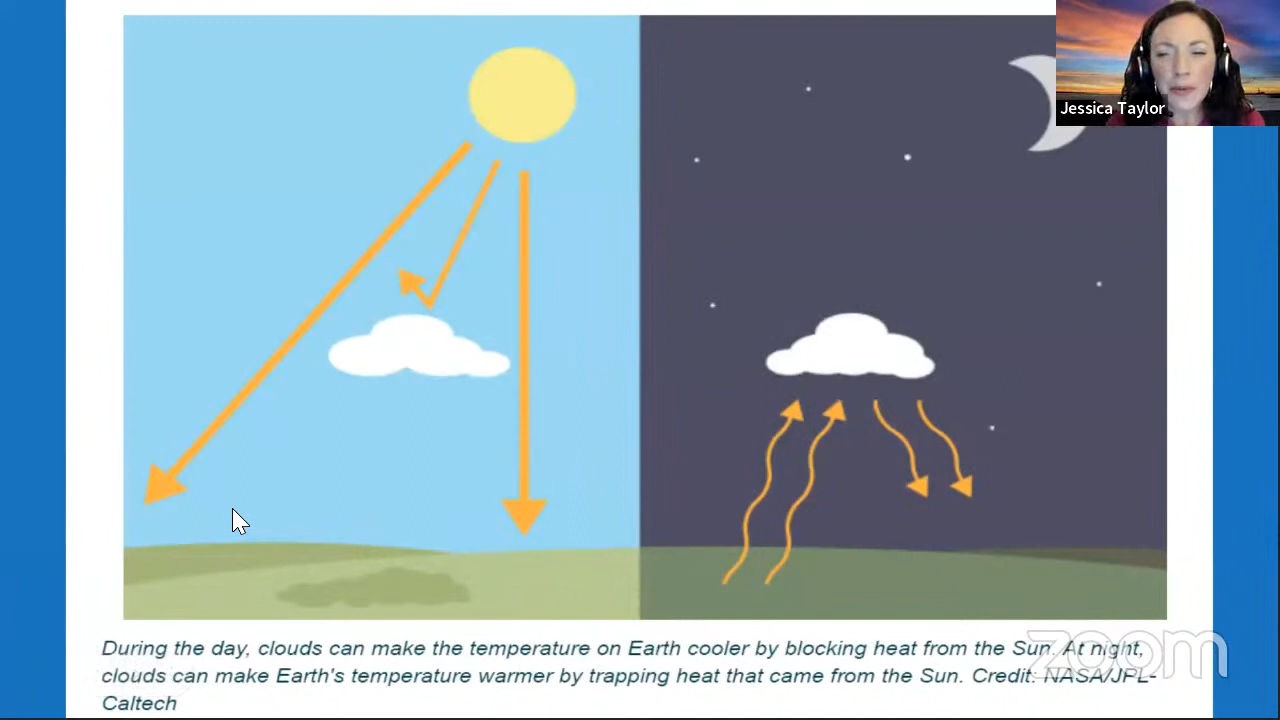 Jessica Taylor
During the day, clouds can make the temperature on Earth cooler by blocking heat from the Sun. At night,
clouds can make Earth's temperature warmer by trapping heat that came from the Sun. Credit: NASA/JPL-
Caltech
zoom